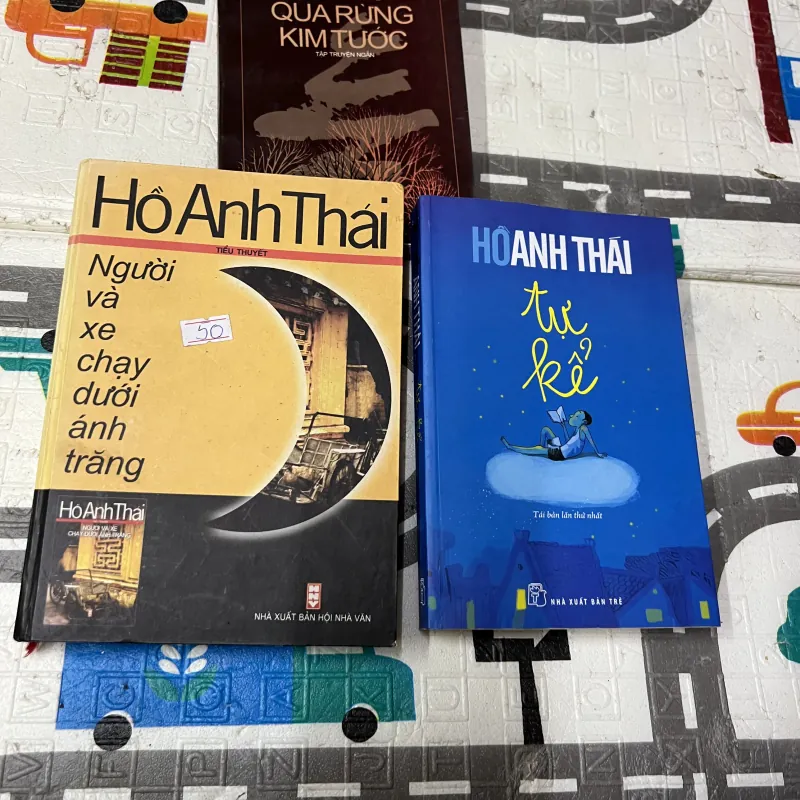 QUA RỪNG
KIM TƯỚC
TẬP TRUYỆN NGẮN
Hồ Anh Thái
TIỂU THUYẾT
Người
và
xe
chạy
dưới
ánh
trăng
50
Hồ Anh Thái
NGƯỜI VÀ XE
CHẠY DƯỚI ÁNH TRĂNG
NHÀ XUẤT BẢN HỘI NHÀ VĂN
HỒ ANH THÁI
tự
kể
Tái bản lần thứ nhất
NHÀ XUẤT BẢN TRẺ